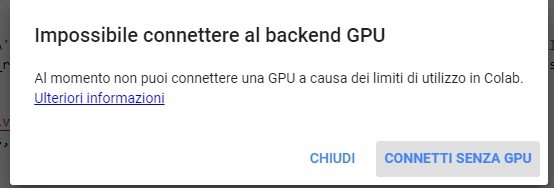 Impossibile connettere al backend GPU
Al momento non puoi connettere una GPU a causa dei limiti di utilizzo in Colab.
Ulteriori informazioni
CHIUDI
CONNETTI SENZA GPU